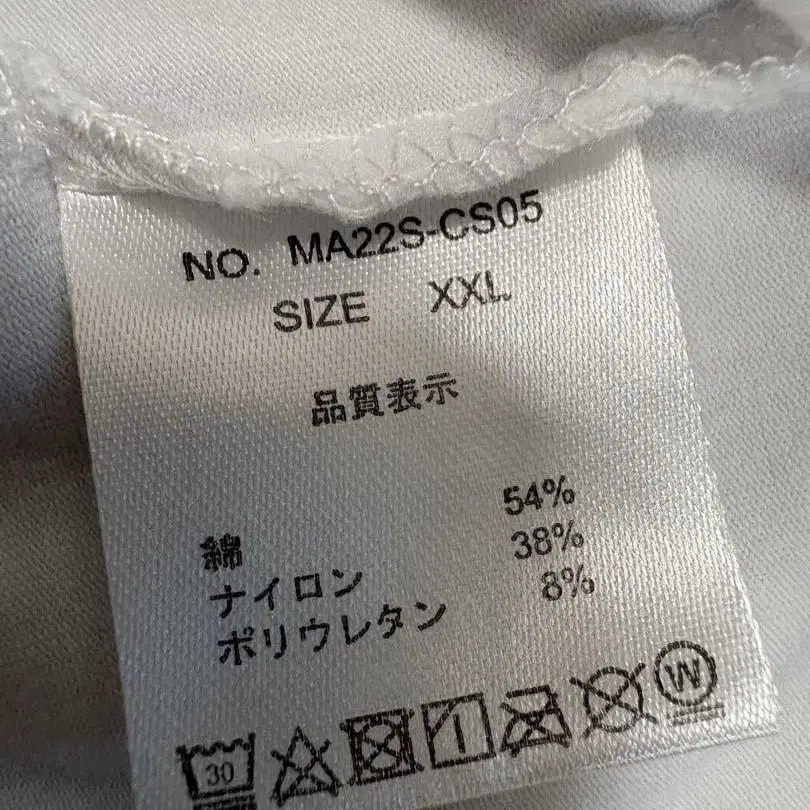 NO. MA22S-CS05
SIZE XXL
品質表示
綿 54%
ナイロン 38%
ポリウレタン 8%
30 W